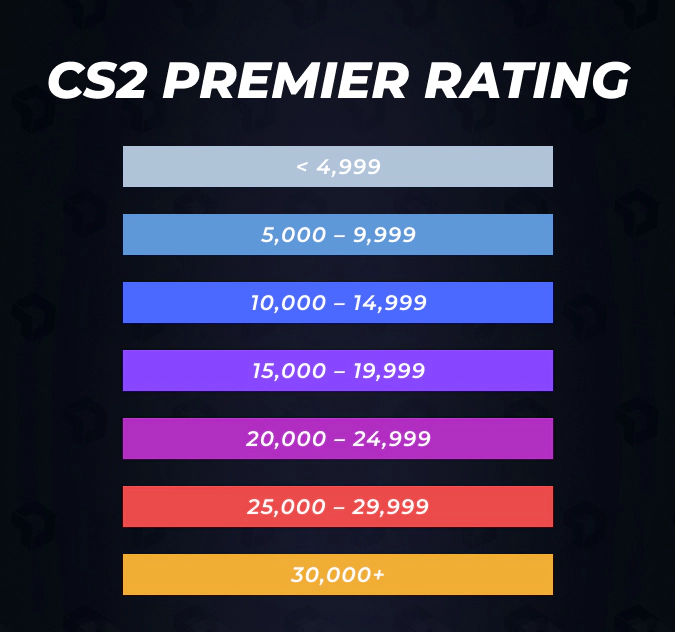 CS2 PREMIER RATING
< 4,999
5,000 – 9,999
10,000 – 14,999
15,000 – 19,999
20,000 – 24,999
25,000 – 29,999
30,000+